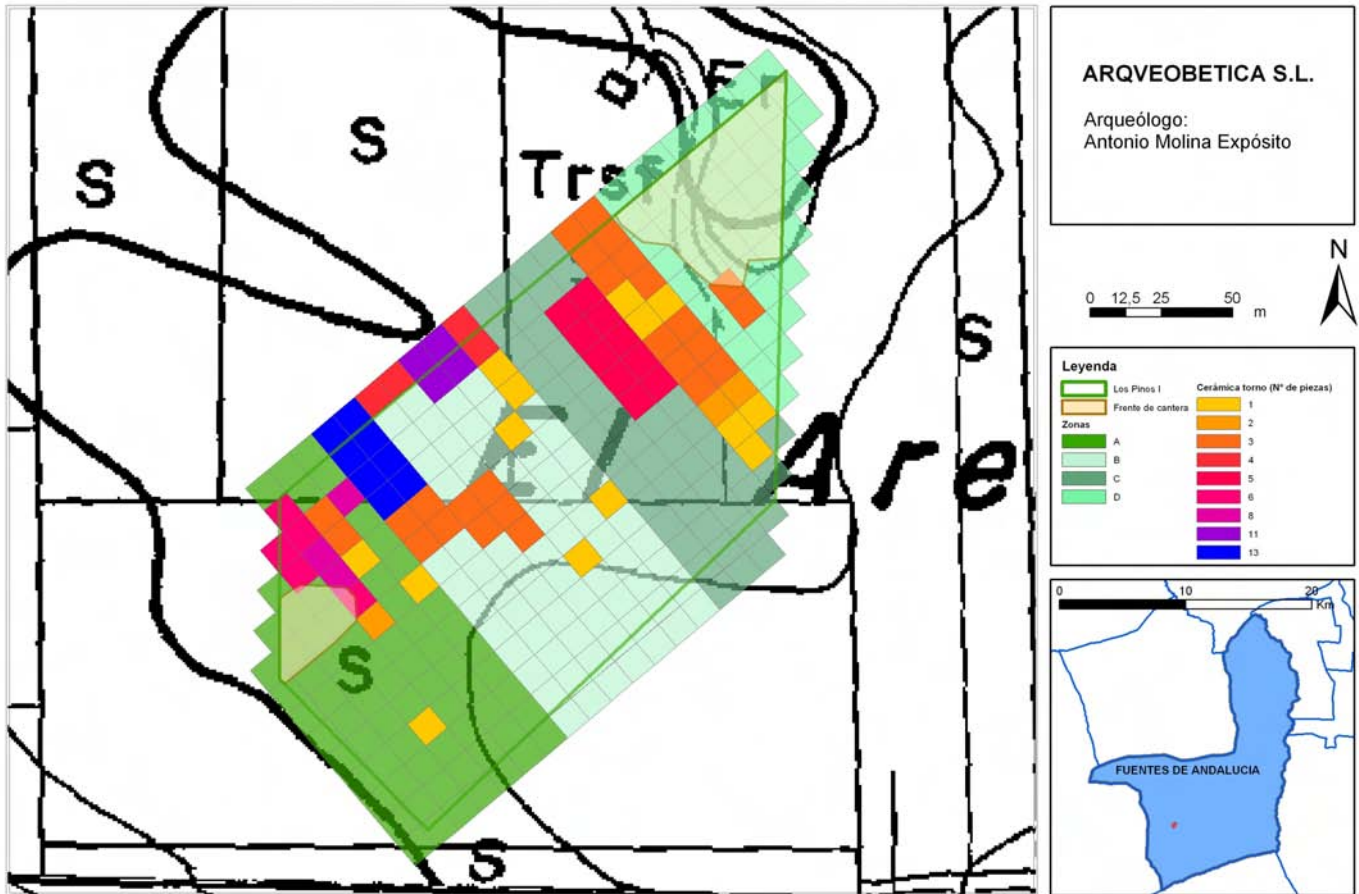 S
S
Trs
El Are
S
S
S
ARQVEOBETICA S.L.
Arqueólogo:
Antonio Molina Expósito
N
0 12,5 25 50
m
Leyenda
Los Pinos I
Frente de cantera
Zonas
A
B
C
D
Cerámica torno (Nº de piezas)
1
2
3
4
5
6
8
11
13
0 10 20
Km
FUENTES DE ANDALUCIA